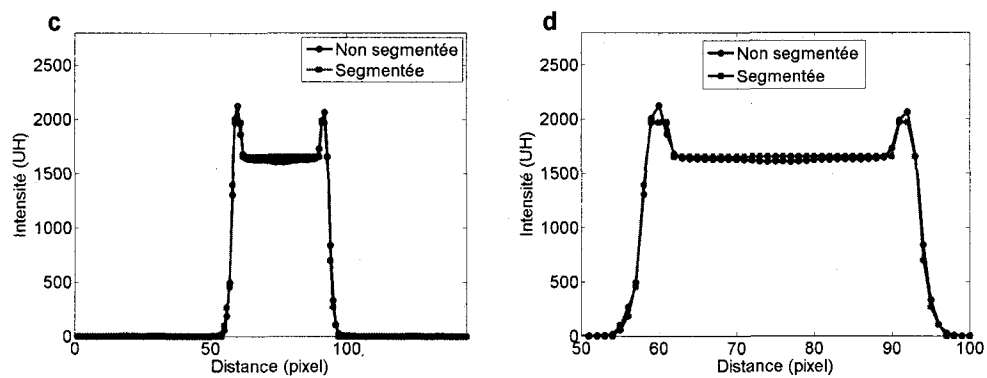 c
Non segmentée
Segmentée
Intensité (UH)
2500
2000
1500
1000
500
0
0
50
100
Distance (pixel)
d
Non segmentée
Segmentée
Intensité (UH)
2500
2000
1500
1000
500
0
50
60
70
80
90
100
Distance (pixel)